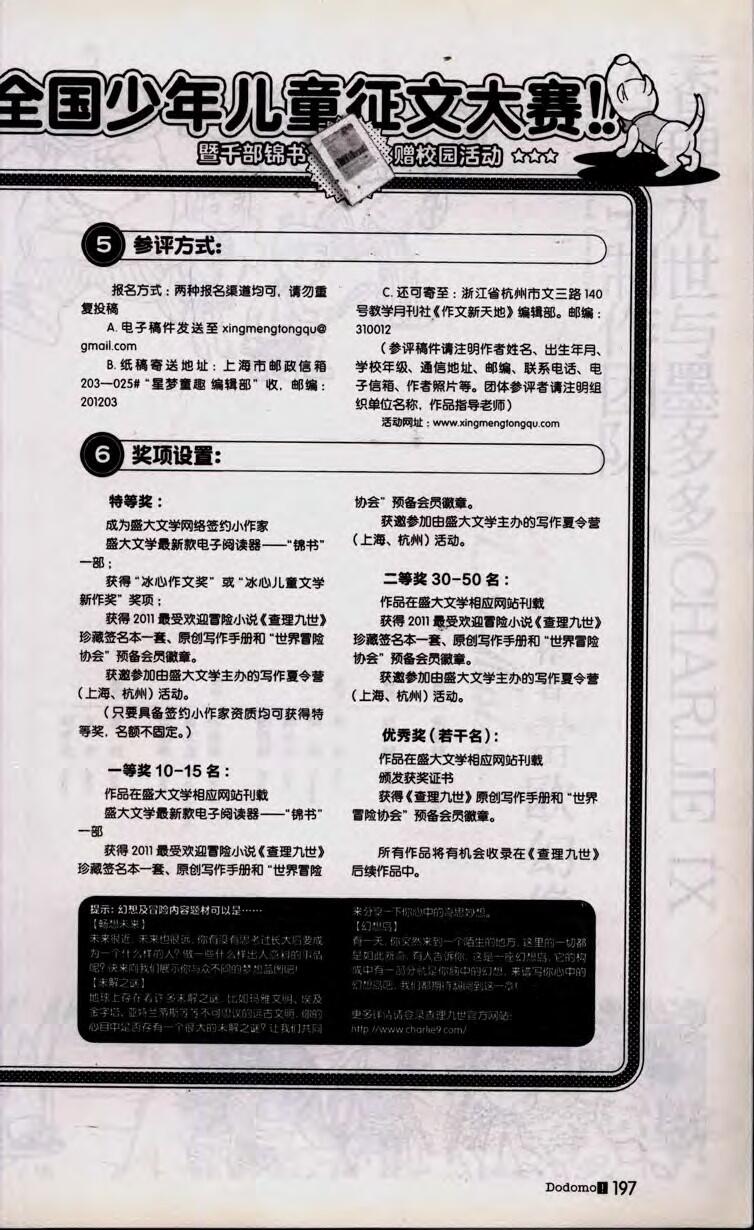 全国少年儿童征文大赛!!
暨千部锦书
赠校园活动 ★★★
5 参评方式:
报名方式:两种报名渠道均可,请勿重
复投稿
A.电子稿件发送至 xingmengtongqu@
gmail.com
B.纸稿寄送地址:上海市邮政信箱
203—025#“星梦童趣 编辑部”收,邮编:
201203
C.还可寄至:浙江省杭州市文三路 140
号教学月刊社《作文新天地》编辑部。邮编:
310012
(参评稿件请注明作者姓名、出生年月、
学校年级、通信地址、邮编、联系电话、电
子信箱、作者照片等。团体参评者请注明组
织单位名称,作品指导老师)
活动网址:www.xingmengtongqu.com
6 奖项设置:
特等奖:
成为盛大文学网络签约小作家
盛大文学最新款电子阅读器——“锦书”
一部;
获得“冰心作文奖”或“冰心儿童文学
新作奖”奖项;
获得 2011 最受欢迎冒险小说《查理九世》
珍藏签名本一套、原创写作手册和“世界冒险
协会”预备会员徽章。
获邀参加由盛大文学主办的写作夏令营
(上海、杭州)活动。
(只要具备签约小作家资质均可获得特
等奖,名额不固定。)
一等奖 10-15 名:
作品在盛大文学相应网站刊载
盛大文学最新款电子阅读器——“锦书”
一部
获得 2011 最受欢迎冒险小说《查理九世》
珍藏签名本一套、原创写作手册和“世界冒险
协会”预备会员徽章。
获邀参加由盛大文学主办的写作夏令营
(上海、杭州)活动。
二等奖 30-50 名:
作品在盛大文学相应网站刊载
获得 2011 最受欢迎冒险小说《查理九世》
珍藏签名本一套、原创写作手册和“世界冒险
协会”预备会员徽章。
获邀参加由盛大文学主办的写作夏令营
(上海、杭州)活动。
优秀奖(若干名):
作品在盛大文学相应网站刊载
颁发获奖证书
获得《查理九世》原创写作手册和“世界
冒险协会”预备会员徽章。
所有作品将有机会收录在《查理九世》
后续作品中。
提示:幻想及冒险内容题材可以是……
【畅想未来】
未来很近,未来也很远,你有没有思考过长大后要成
为一个什么样的人?做一些什么样出人意料的事品
呢?快来向我们展示你与众不同的梦想蓝图吧!
【未解之谜】
地球上存在着许多未解之谜,比如玛雅文明、埃及
金字塔、亚特兰蒂斯等等不可思议的远古文明,你的
心目中是否存有一个很大的未解之谜?让我们共同
来分享一下你心中的奇思妙想。
【幻想岛】
有一天,你突然来到一个陌生的地方,这里的一切都
是如此新奇,有人告诉你,这是一座幻想岛,它的构
成中有一部分就是你脑中的幻想,来谱写你心中的
幻想岛吧,我们都期待翻阅到这一章!
更多详情请登录查理九世官方网站:
http://www.charlie9.com/
Dodomo! 197